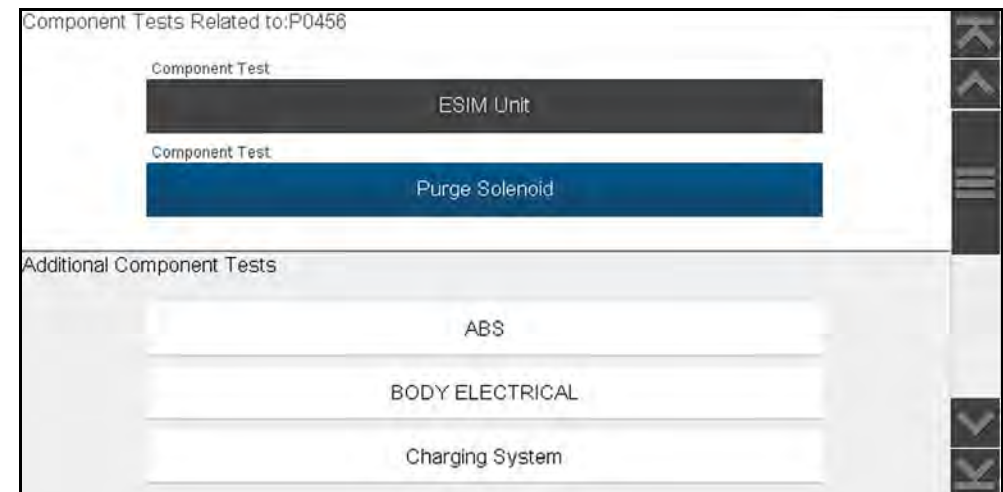 Component Tests Related to:P0456
Component Test
ESIM Unit
Component Test
Purge Solenoid
Additional Component Tests
ABS
BODY ELECTRICAL
Charging System